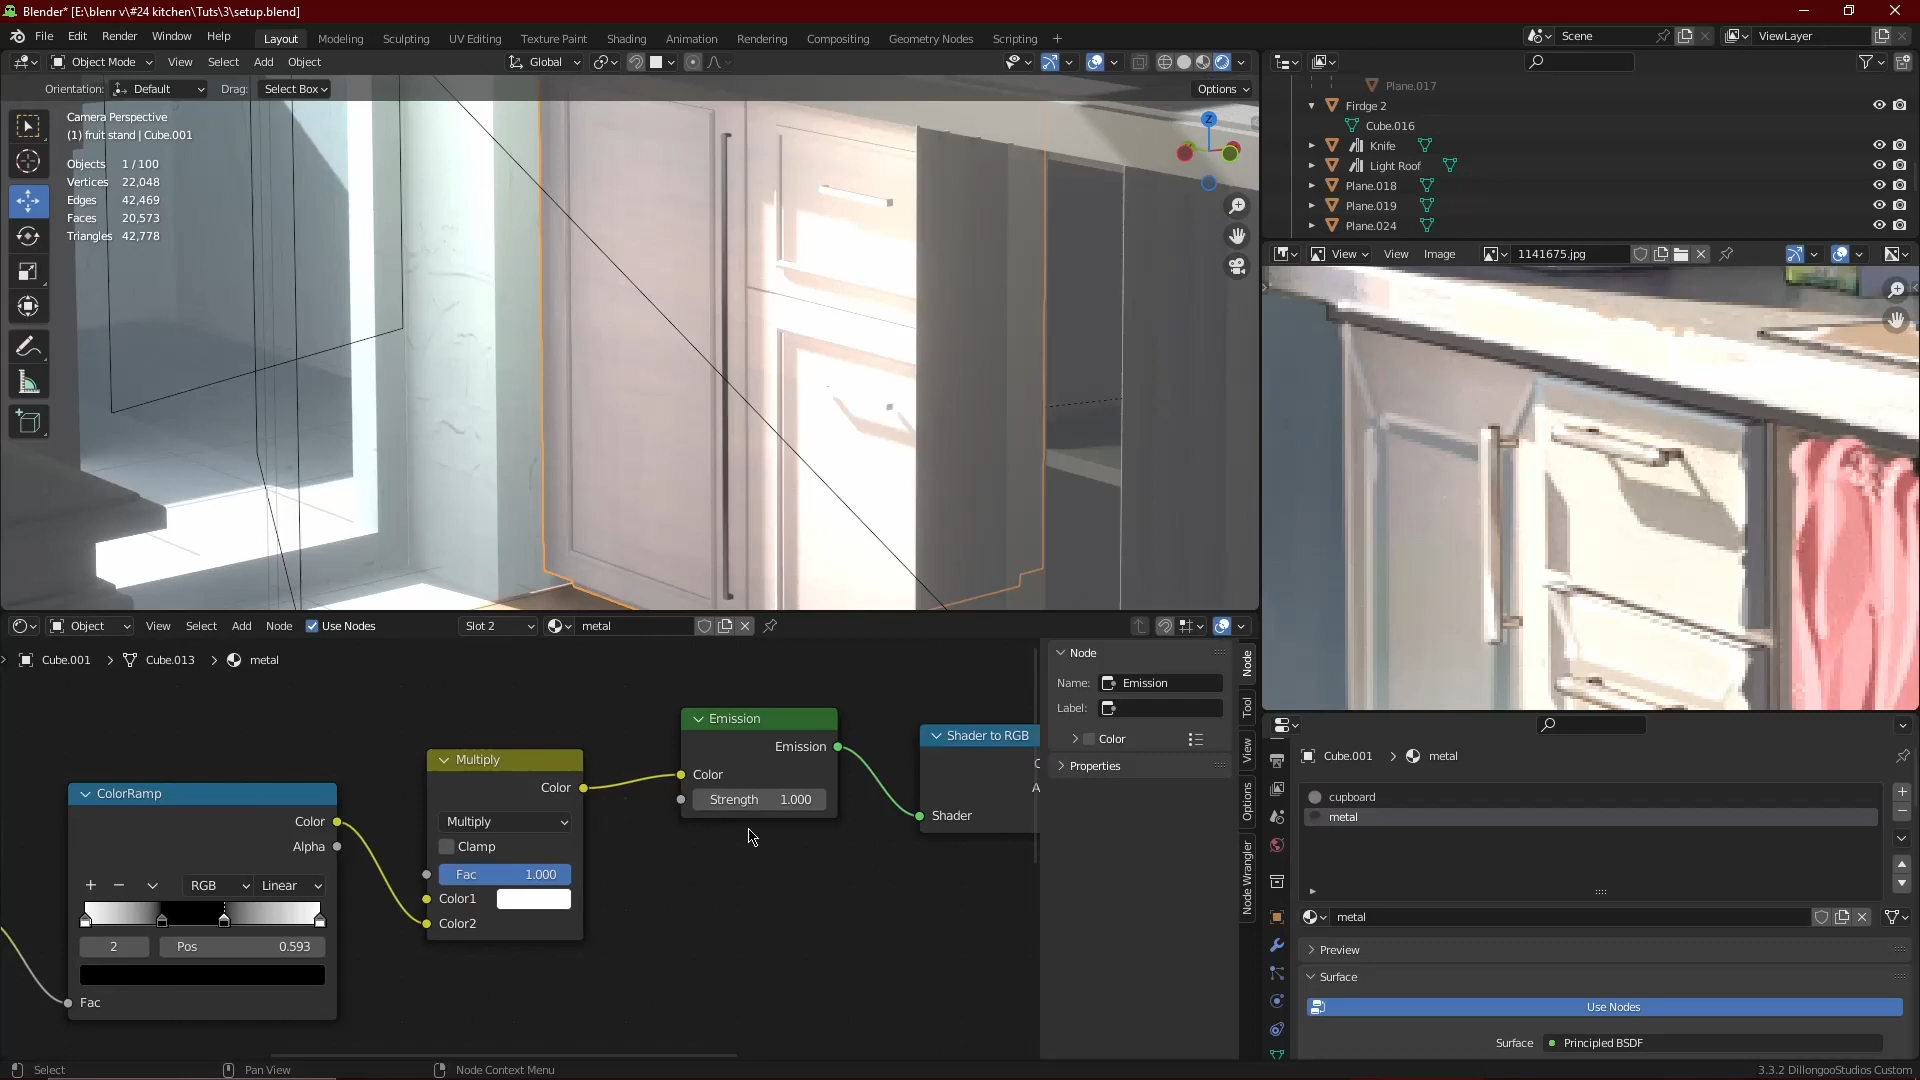 Blender* [E:\blenr v\#24 kitchen\Tuts\3\setup.blend]
File Edit Render Window Help
Layout Modeling Sculpting UV Editing Texture Paint Shading Animation Rendering Compositing Geometry Nodes Scripting +
Scene
ViewLayer
Object Mode View Select Add Object
Global
Orientation: Default Drag: Select Box
Options
Camera Perspective
(1) fruit stand | Cube.001
Objects 1/100
Vertices 22,048
Edges 42,469
Faces 20,573
Triangles 42,778
Z
Plane.017
Firdge 2
Cube.016
Knife
Light Roof
Plane.018
Plane.019
Plane.024
View View Image 1141675.jpg
Object View Select Add Node Use Nodes Slot 2 metal
Cube.001 > Cube.013 > metal
ColorRamp
Color
Alpha
+ − RGB Linear
2 Pos 0.593
Fac
Multiply
Color
Multiply
Clamp
Fac 1.000
Color1
Color2
Emission
Emission
Color
Strength 1.000
Shader to RGB
Shader
Node
Name: Emission
Label:
Color
Properties
Node
Tool
View
Options
Node Wrangler
Cube.001 > metal
cupboard
metal
metal
Preview
Surface
Use Nodes
Surface Principled BSDF
Select Pan View Node Context Menu
3.3.2 DillongooStudios Custom